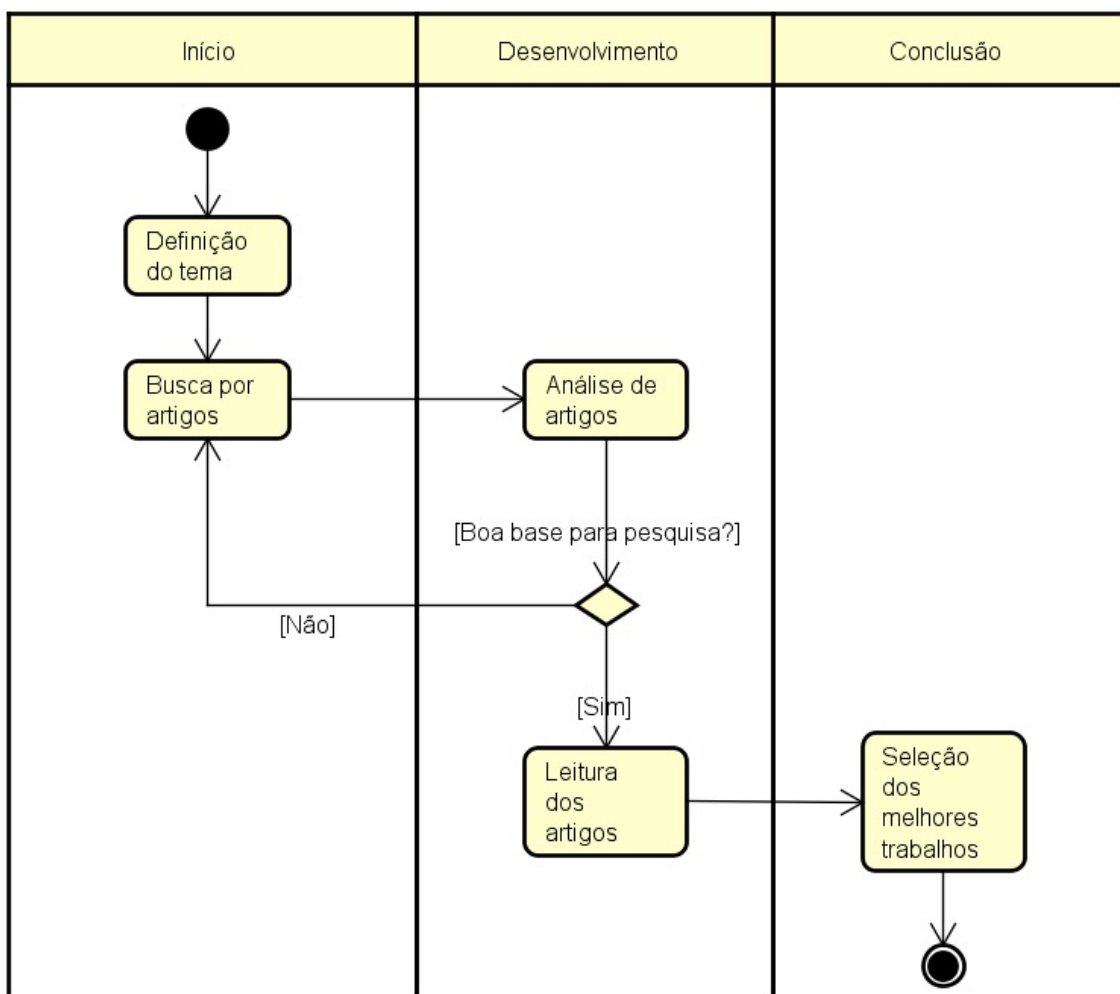 Início
Desenvolvimento
Conclusão
Definição
do tema
Busca por
artigos
Análise de
artigos
[Boa base para pesquisa?]
[Não]
[Sim]
Leitura
dos
artigos
Seleção
dos
melhores
trabalhos